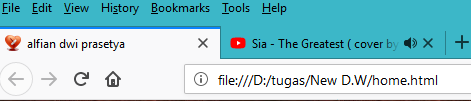 File Edit View History Bookmarks Tools Help
alfian dwi prasetya Sia - The Greatest ( cover by
file:///D:/tugas/New D.W/home.html